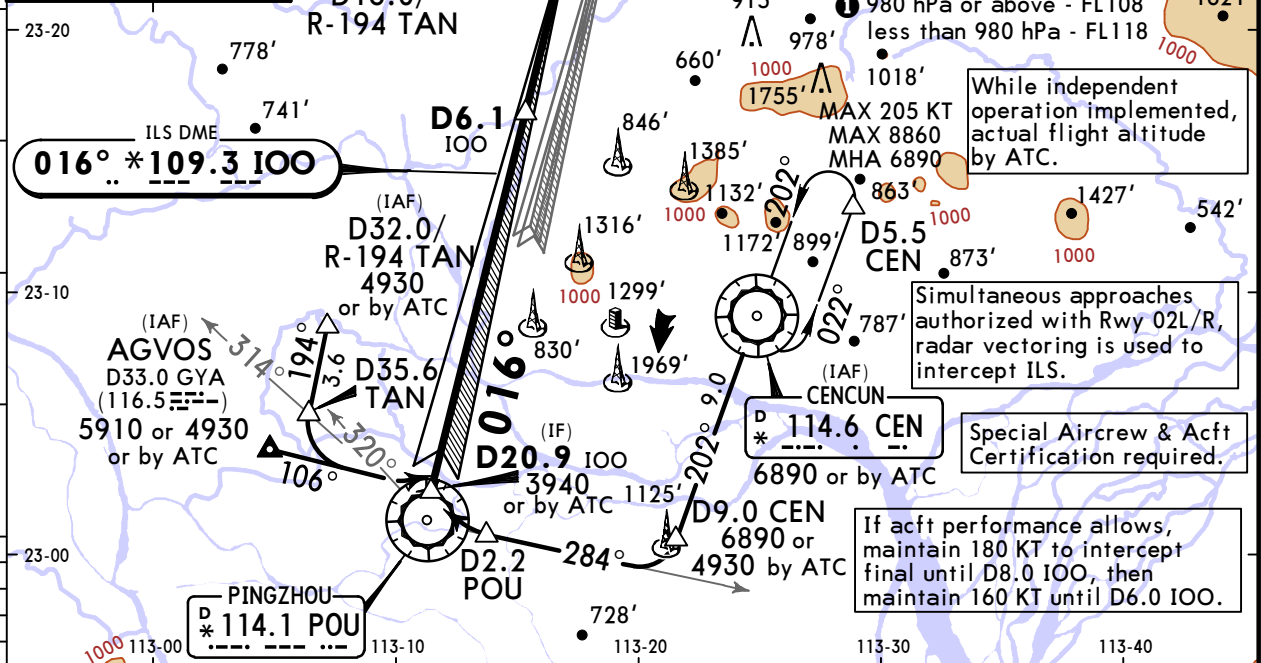 R-194 TAN
23-20
778′
741′
ILS DME
016° *109.3 IOO
D6.1
IOO
(IAF)
D32.0/
R-194 TAN
4930
or by ATC
23-10
(IAF)
AGVOS
D33.0 GYA
(116.5
5910 or 4930
or by ATC
314°
194°
3.6
D35.6
TAN
320°
106°
016°
(IF)
D20.9 IOO
3940
or by ATC
23-00
D2.2
POU
PINGZHOU
D
* 114.1 POU
1000
113-00
113-10
113-20
113-30
113-40
284°
728′
1125′
D9.0 CEN
6890 or
4930 by ATC
202° 9.0
(IAF)
CENCUN
D
* 114.6 CEN
6890 or by ATC
978′
660′
1000
1755′
1018′
846′
1385′
1000
1132′
1172′
1316′
1000
1299′
830′
1969′
899′
202°
022°
787′
MAX 205 KT
MAX 8860
MHA 6890
863′
D5.5
CEN
873′
1000
1427′
1000
542′
1000
1 980 hPa or above - FL108
less than 980 hPa - FL118
While independent
operation implemented,
actual flight altitude
by ATC.
Simultaneous approaches
authorized with Rwy 02L/R,
radar vectoring is used to
intercept ILS.
Special Aircrew & Acft
Certification required.
If acft performance allows,
maintain 180 KT to intercept
final until D8.0 IOO, then
maintain 160 KT until D6.0 IOO.